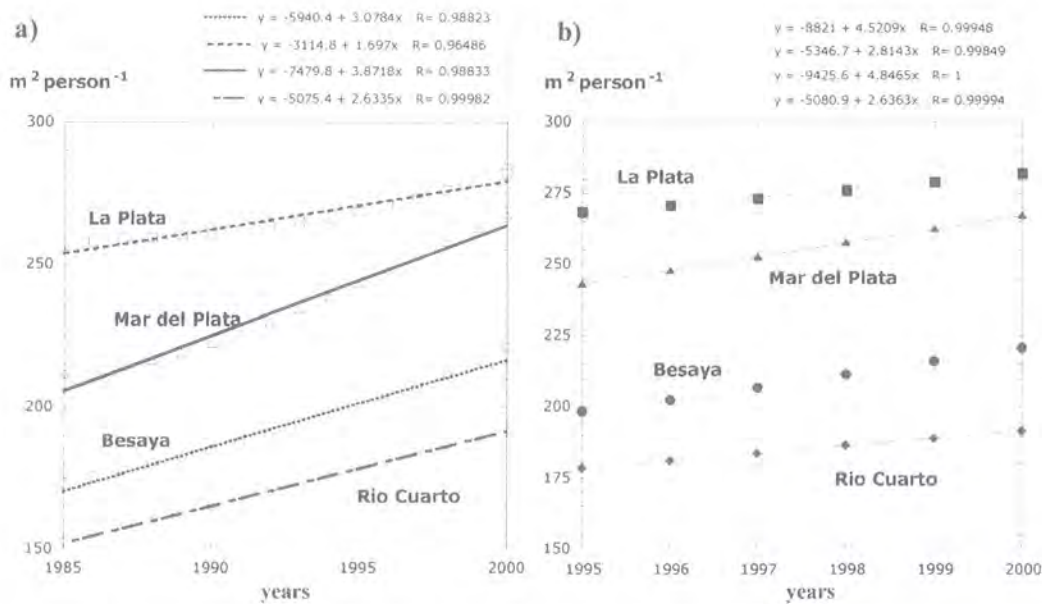 a)
y = -5940.4 + 3.0784x R= 0.98823
y = -3114.8 + 1.697x R= 0.96486
y = -7479.8 + 3.8718x R= 0.98833
y = -5075.4 + 2.6335x R= 0.99982
m 2 person -1
300
250
200
150
La Plata
Mar del Plata
Besaya
Rio Cuarto
1985 1990 1995 2000
years
b)
y = -8821 + 4.5209x R= 0.99948
y = -5346.7 + 2.8143x R= 0.99849
y = -9425.6 + 4.8465x R= 1
y = -5080.9 + 2.6363x R= 0.99994
m 2 person -1
300
275
250
225
200
175
150
La Plata
Mar del Plata
Besaya
Rio Cuarto
1995 1996 1997 1998 1999 2000
years